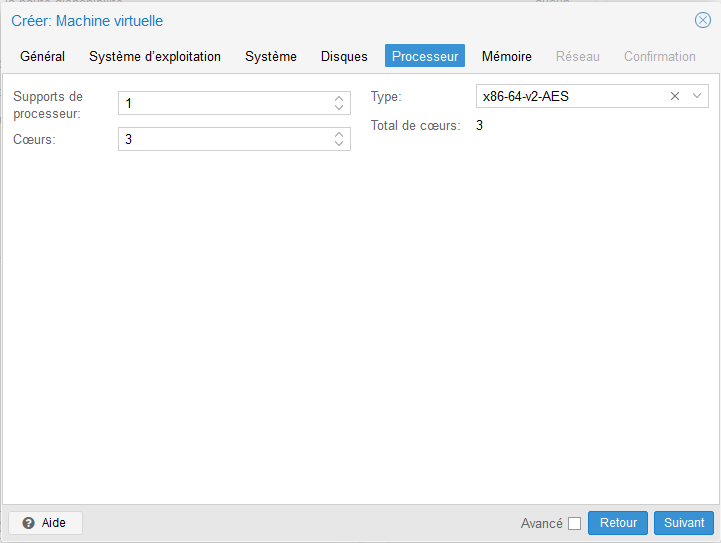 Créer: Machine virtuelle
Général Système d'exploitation Système Disques Processeur Mémoire Réseau Confirmation
Supports de processeur: 1
Type: x86-64-v2-AES
Cœurs: 3
Total de cœurs: 3
Aide
Avancé Retour Suivant